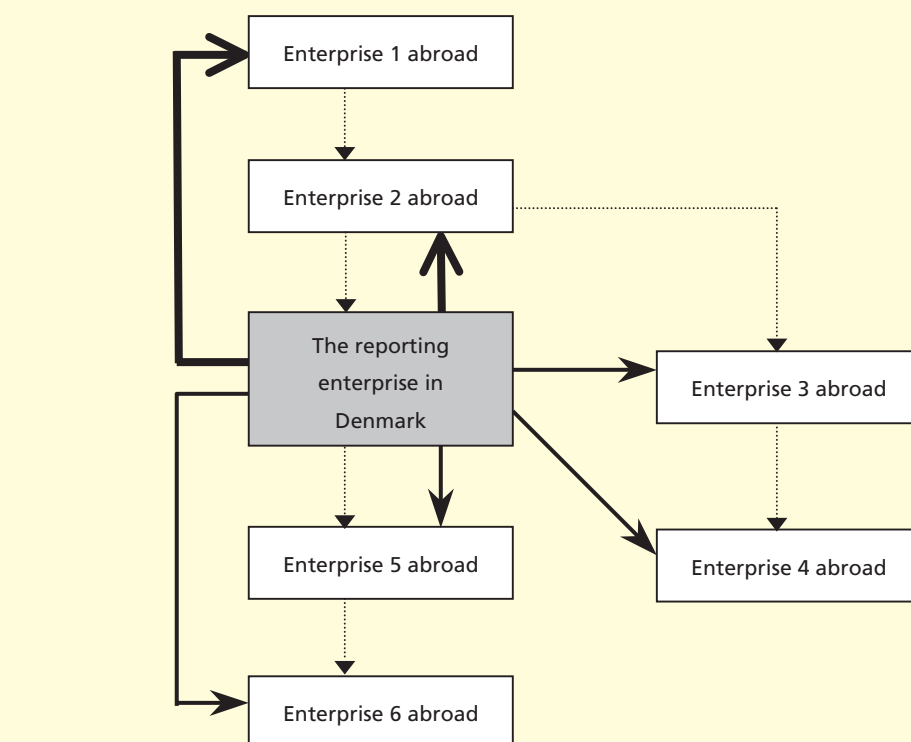 Enterprise 1 abroad
Enterprise 2 abroad
The reporting
enterprise in
Denmark
Enterprise 3 abroad
Enterprise 5 abroad
Enterprise 4 abroad
Enterprise 6 abroad